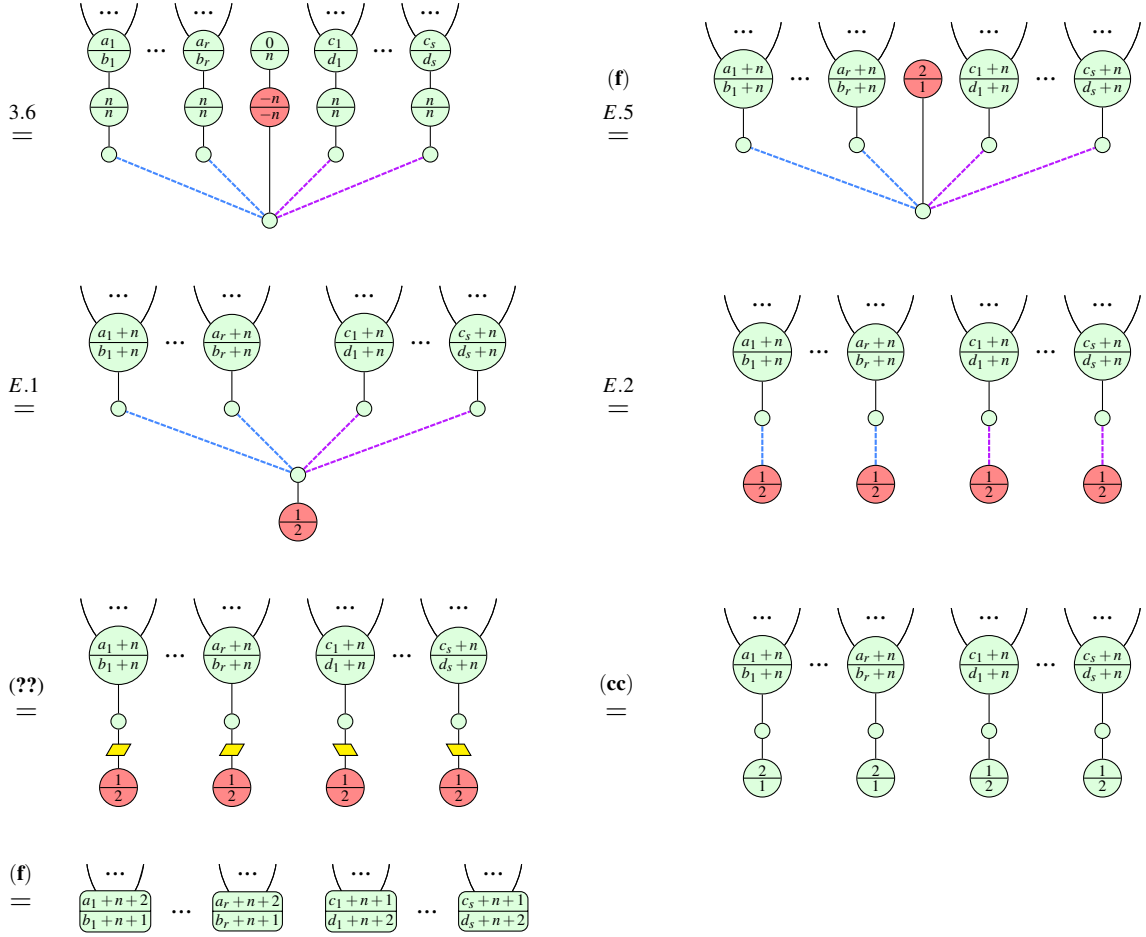 ... ... ... ...
a₁/b₁ ... aᵣ/bᵣ 0/n c₁/d₁ ... cₛ/dₛ
3.6 = n/n n/n −n/−n n/n n/n
... ... ... ...
(f) E.5 = a₁+n/b₁+n ... aᵣ+n/bᵣ+n 2/1 c₁+n/d₁+n ... cₛ+n/dₛ+n
... ... ... ...
E.1 = a₁+n/b₁+n ... aᵣ+n/bᵣ+n c₁+n/d₁+n ... cₛ+n/dₛ+n
1/2
... ... ... ...
E.2 = a₁+n/b₁+n ... aᵣ+n/bᵣ+n c₁+n/d₁+n ... cₛ+n/dₛ+n
1/2 1/2 1/2 1/2
... ... ... ...
(??) = a₁+n/b₁+n ... aᵣ+n/bᵣ+n c₁+n/d₁+n ... cₛ+n/dₛ+n
1/2 1/2 1/2 1/2
... ... ... ...
(cc) = a₁+n/b₁+n ... aᵣ+n/bᵣ+n c₁+n/d₁+n ... cₛ+n/dₛ+n
2/1 2/1 1/2 1/2
... ... ... ...
(f) = a₁+n+2/b₁+n+1 ... aᵣ+n+2/bᵣ+n+1 c₁+n+1/d₁+n+2 ... cₛ+n+1/dₛ+n+2